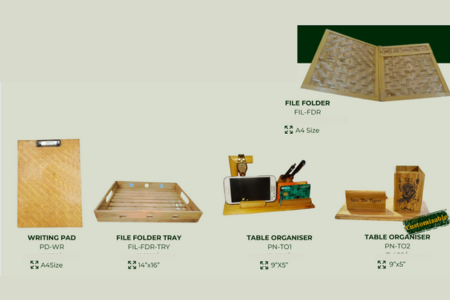 FILE FOLDER
FIL-FDR
A4 Size
WRITING PAD
PD-WR
A4Size
FILE FOLDER TRAY
FIL-FDR-TRY
14"x16"
TABLE ORGANISER
PN-TO1
9"X5"
TABLE ORGANISER
PN-TO2
9"x5"
Customizable